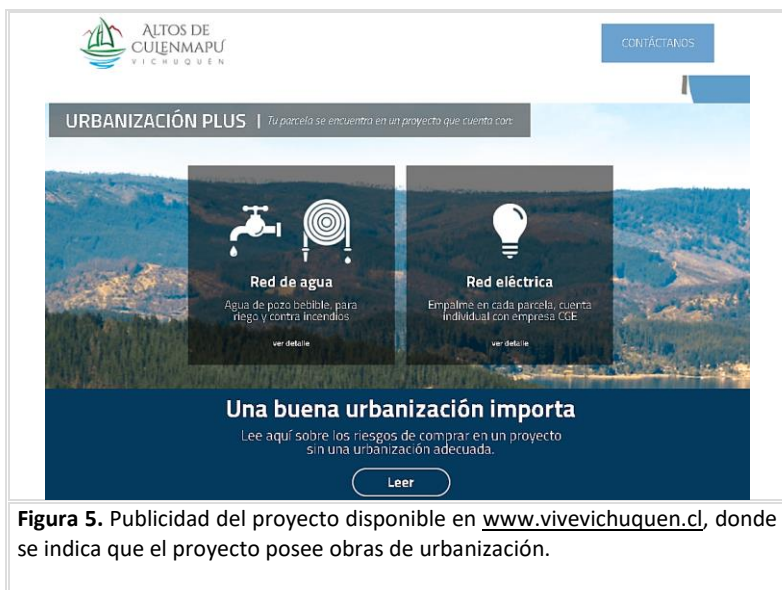 ALTOS DE
CULENMAPU
VICHUQUÉN
CONTÁCTANOS
URBANIZACIÓN PLUS | Tu parcela se encuentra en un proyecto que cuenta con:
Red de agua
Agua de pozo bebible, para
riego y contra incendios
ver detalle
Red eléctrica
Empalme en cada parcela, cuenta
individual con empresa CGE
ver detalle
Una buena urbanización importa
Lee aquí sobre los riesgos de comprar en un proyecto
sin una urbanización adecuada.
Leer
Figura 5. Publicidad del proyecto disponible en www.vivevichuquen.cl, donde
se indica que el proyecto posee obras de urbanización.